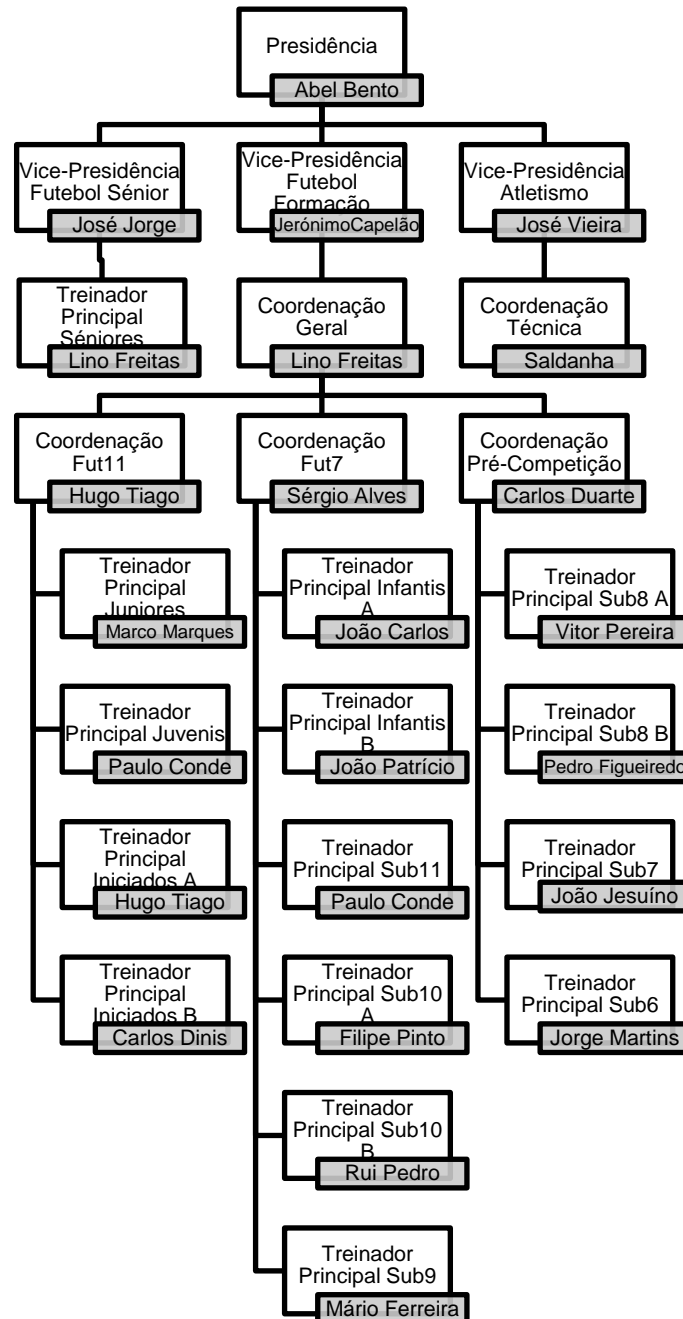 Presidência
Abel Bento
Vice-Presidência
Futebol Sénior
José Jorge
Vice-Presidência
Futebol
Formação
JerónimoCapelão
Vice-Presidência
Atletismo
José Vieira
Treinador
Principal
Séniores
Lino Freitas
Coordenação
Geral
Lino Freitas
Coordenação
Técnica
Saldanha
Coordenação
Fut11
Hugo Tiago
Coordenação
Fut7
Sérgio Alves
Coordenação
Pré-Competição
Carlos Duarte
Treinador
Principal
Juniores
Marco Marques
Treinador
Principal Infantis
A
João Carlos
Treinador
Principal Sub8 A
Vitor Pereira
Treinador
Principal Juvenis
Paulo Conde
Treinador
Principal Infantis
B
João Patrício
Treinador
Principal Sub8 B
Pedro Figueiredo
Treinador
Principal
Iniciados A
Hugo Tiago
Treinador
Principal Sub11
Paulo Conde
Treinador
Principal Sub7
João Jesuíno
Treinador
Principal
Iniciados B
Carlos Dinis
Treinador
Principal Sub10
A
Filipe Pinto
Treinador
Principal Sub6
Jorge Martins
Treinador
Principal Sub10
B
Rui Pedro
Treinador
Principal Sub9
Mário Ferreira